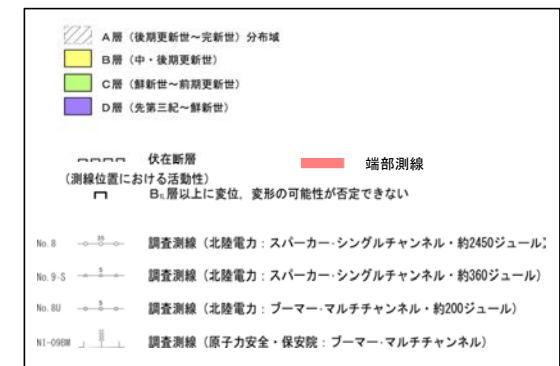 A層（後期更新世～完新世）分布域
B層（中・後期更新世）
C層（鮮新世～前期更新世）
D層（先第三紀～鮮新世）
伏在断層 端部測線
（測線位置における活動性）
B1L層以上に変位，変形の可能性が否定できない
No.8 25 調査測線（北陸電力：スパーカー・シングルチャンネル・約2450ジュール）
No.9-S 5 調査測線（北陸電力：スパーカー・シングルチャンネル・約360ジュール）
No.8U 5 調査測線（北陸電力：ブーマー・マルチチャンネル・約200ジュール）
NI-09BM 調査測線（原子力安全・保安院：ブーマー・マルチチャンネル）